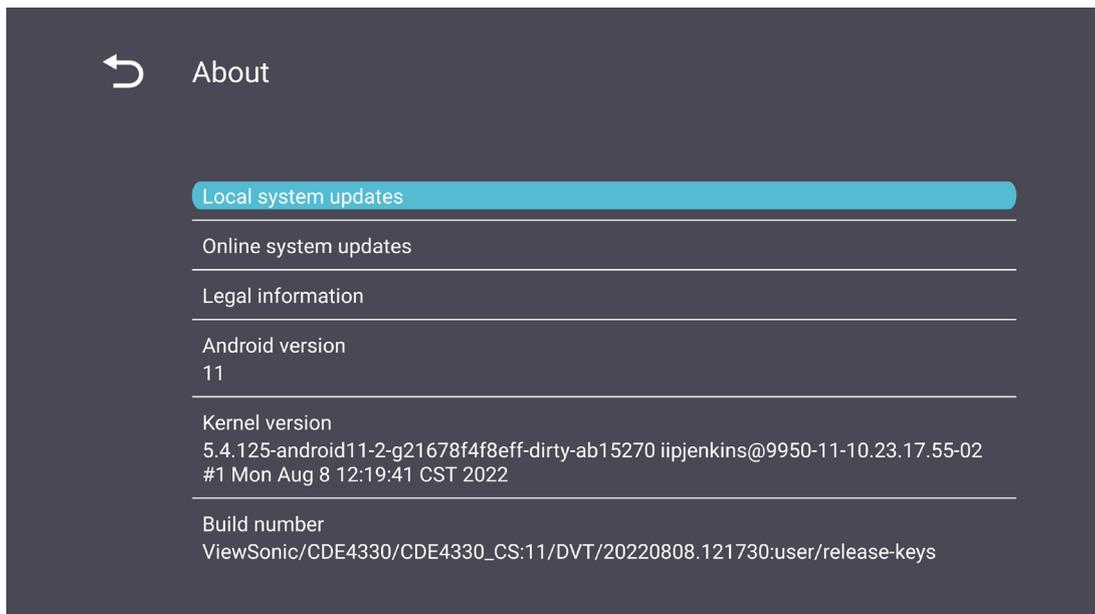 About
Local system updates
Online system updates
Legal information
Android version
11
Kernel version
5.4.125-android11-2-g21678f4f8eff-dirty-ab15270 iipjenkins@9950-11-10.23.17.55-02
#1 Mon Aug 8 12:19:41 CST 2022
Build number
ViewSonic/CDE4330/CDE4330_CS:11/DVT/20220808.121730:user/release-keys